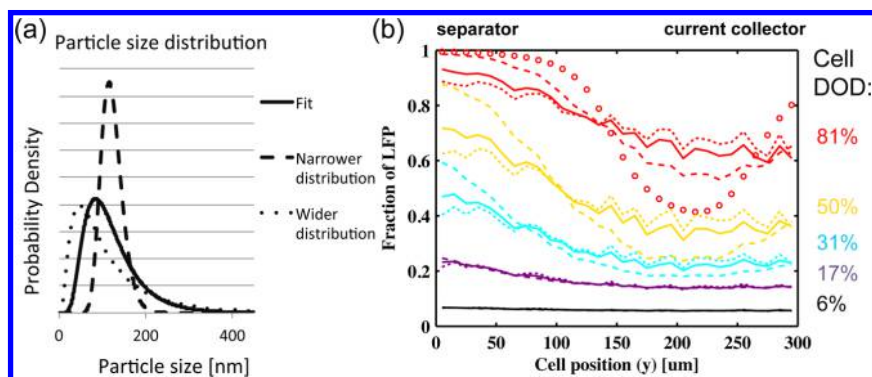 (a)
Particle size distribution
Probability Density
Fit
Narrower
distribution
Wider
distribution
0
200
400
Particle size [nm]
(b)
separator
current collector
Cell
DOD:
Fraction of LFP
1
0.8
0.6
0.4
0.2
0
81%
50%
31%
17%
6%
0
50
100
150
200
250
300
Cell position (y) [um]